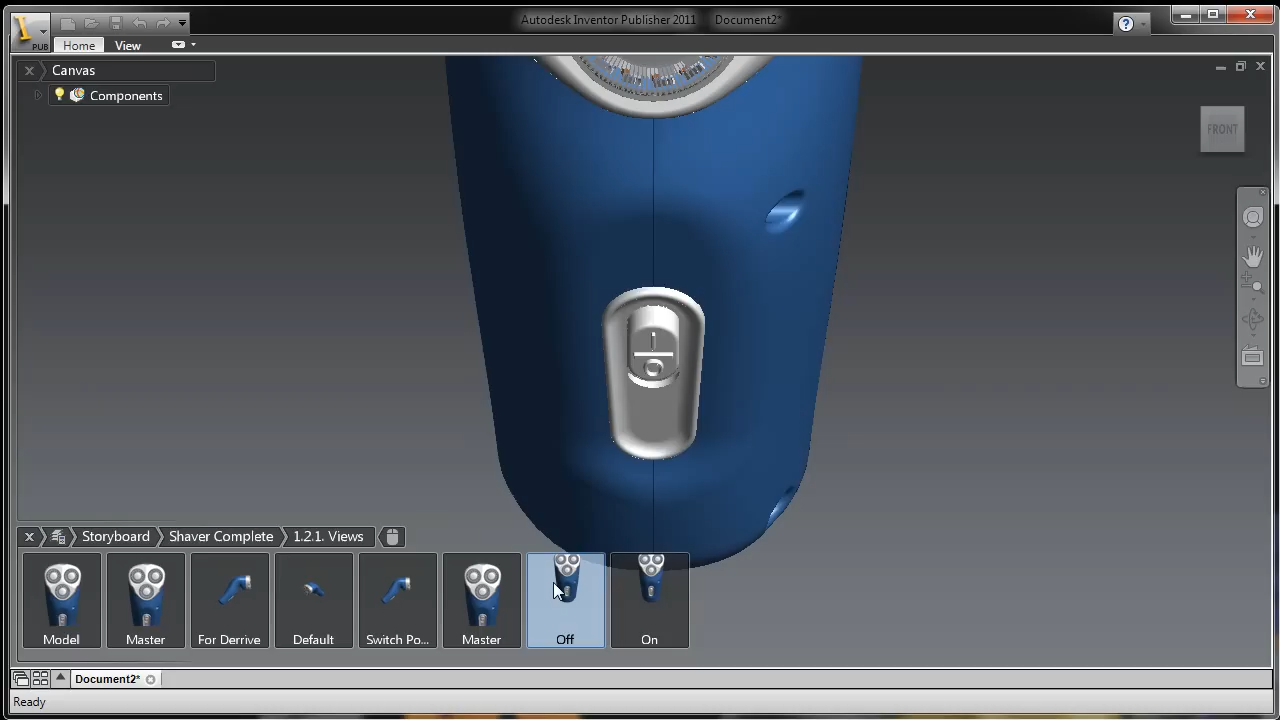 Autodesk Inventor Publisher 2011 Document2*
PUB
Home View
Canvas
Components
FRONT
Storyboard Shaver Complete 1.2.1. Views
Model Master For Derrive Default Switch Po... Master Off On
Document2*
Ready